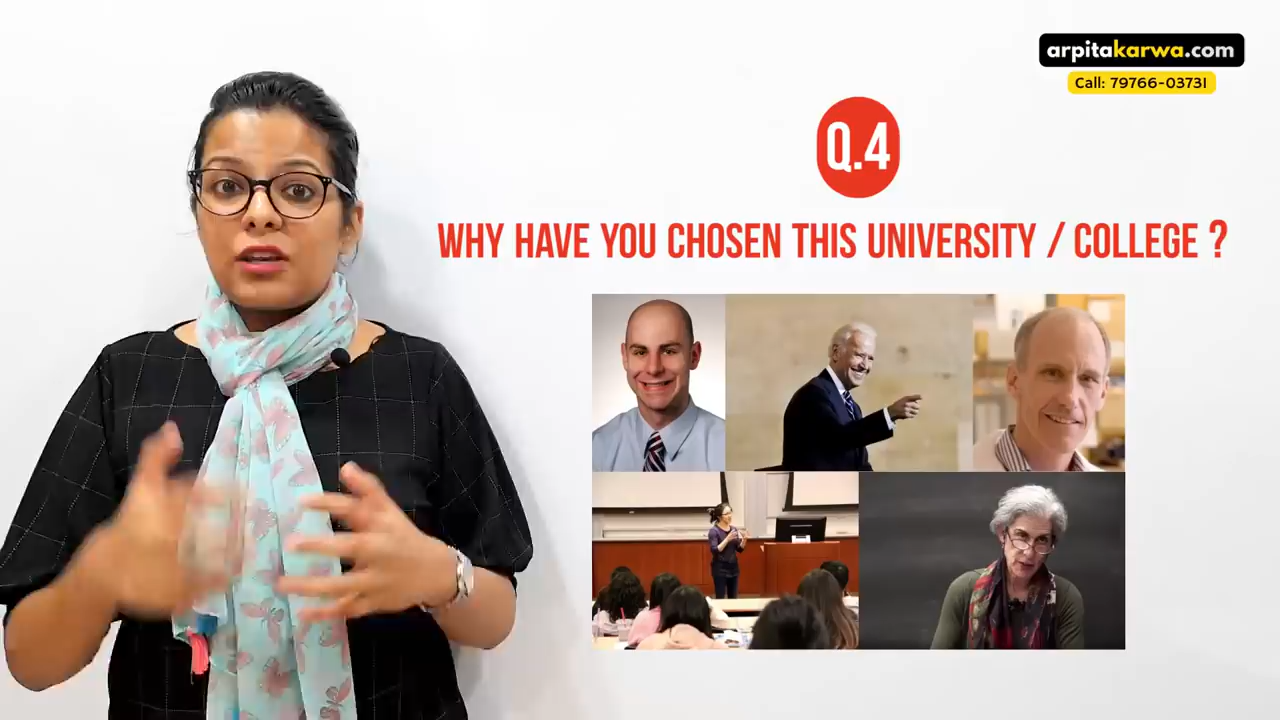 arpitakarwa.com
Call: 79766-03731
Q.4
WHY HAVE YOU CHOSEN THIS UNIVERSITY / COLLEGE ?